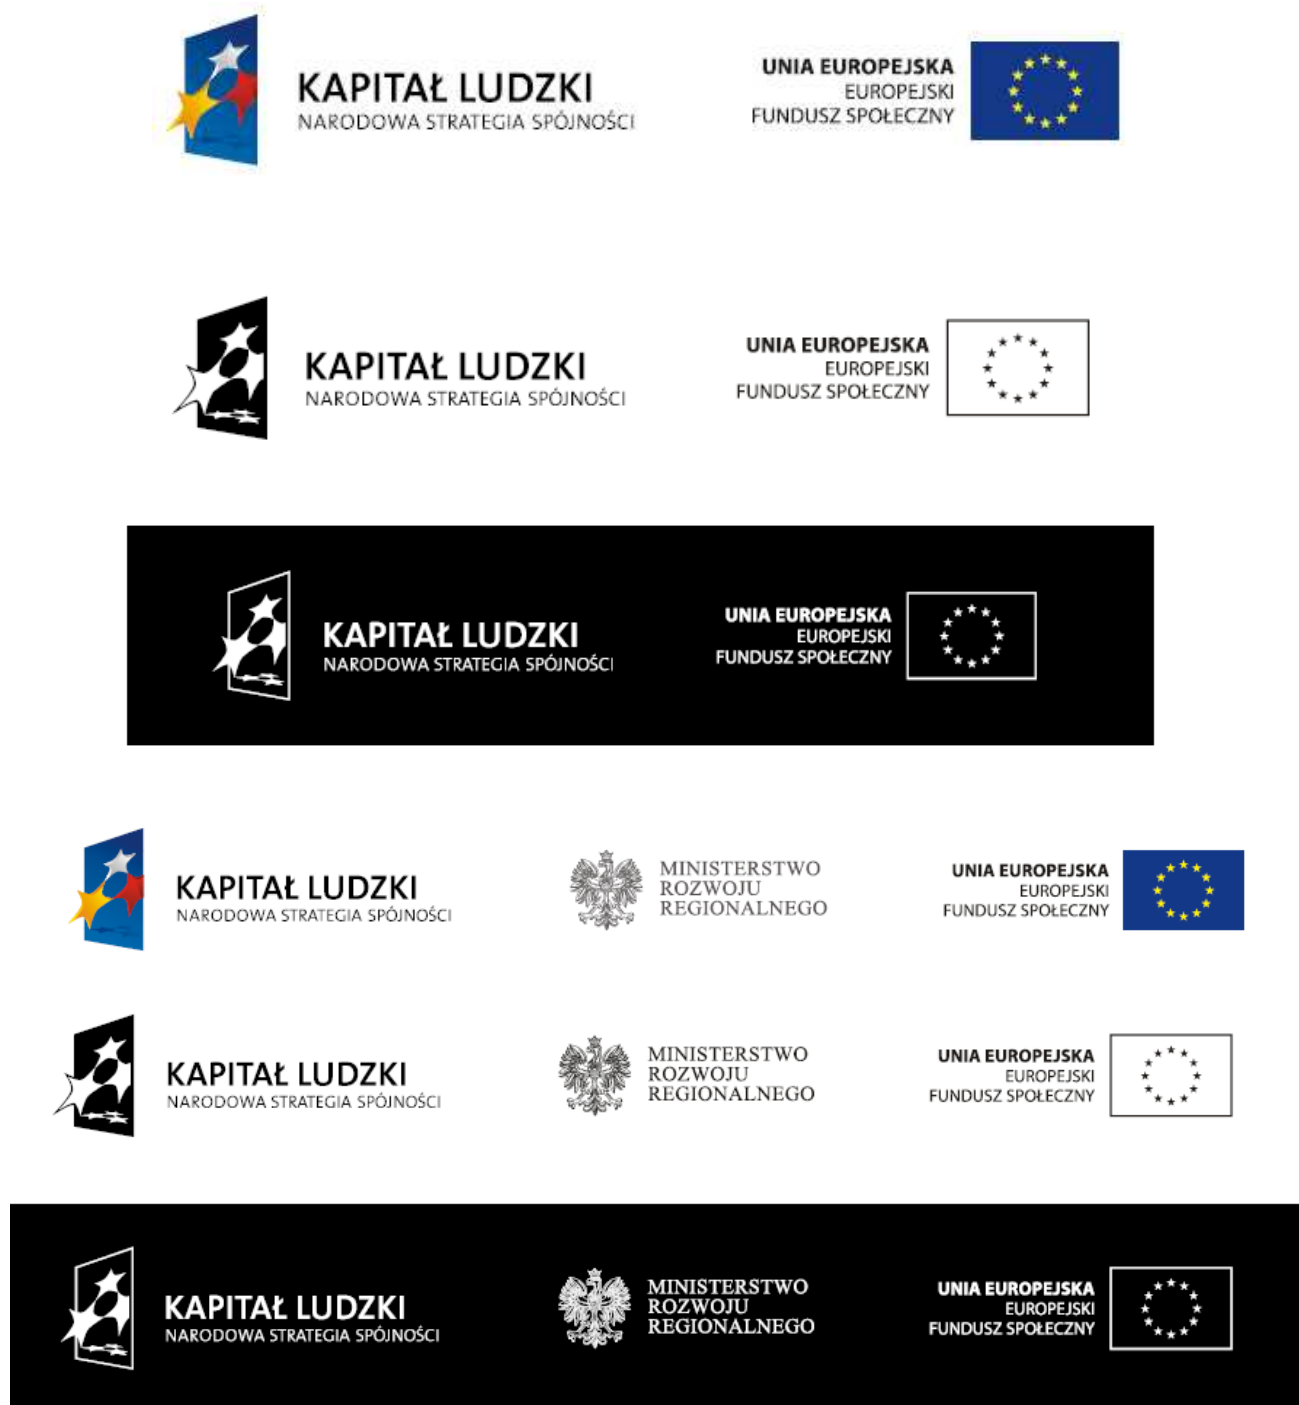 KAPITAŁ LUDZKI
NARODOWA STRATEGIA SPÓJNOŚCI
UNIA EUROPEJSKA
EUROPEJSKI
FUNDUSZ SPOŁECZNY
KAPITAŁ LUDZKI
NARODOWA STRATEGIA SPÓJNOŚCI
UNIA EUROPEJSKA
EUROPEJSKI
FUNDUSZ SPOŁECZNY
KAPITAŁ LUDZKI
NARODOWA STRATEGIA SPÓJNOŚCI
UNIA EUROPEJSKA
EUROPEJSKI
FUNDUSZ SPOŁECZNY
KAPITAŁ LUDZKI
NARODOWA STRATEGIA SPÓJNOŚCI
MINISTERSTWO
ROZWOJU
REGIONALNEGO
UNIA EUROPEJSKA
EUROPEJSKI
FUNDUSZ SPOŁECZNY
KAPITAŁ LUDZKI
NARODOWA STRATEGIA SPÓJNOŚCI
MINISTERSTWO
ROZWOJU
REGIONALNEGO
UNIA EUROPEJSKA
EUROPEJSKI
FUNDUSZ SPOŁECZNY
KAPITAŁ LUDZKI
NARODOWA STRATEGIA SPÓJNOŚCI
MINISTERSTWO
ROZWOJU
REGIONALNEGO
UNIA EUROPEJSKA
EUROPEJSKI
FUNDUSZ SPOŁECZNY